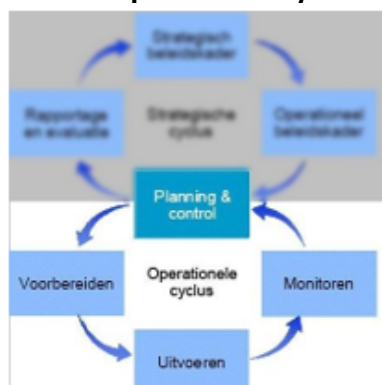 Strategisch
beleidskader
Rapportage
en evaluatie
Strategische
cyclus
Operationeel
beleidskader
Planning &
control
Voorbereiden
Operationele
cyclus
Monitoren
Uitvoeren